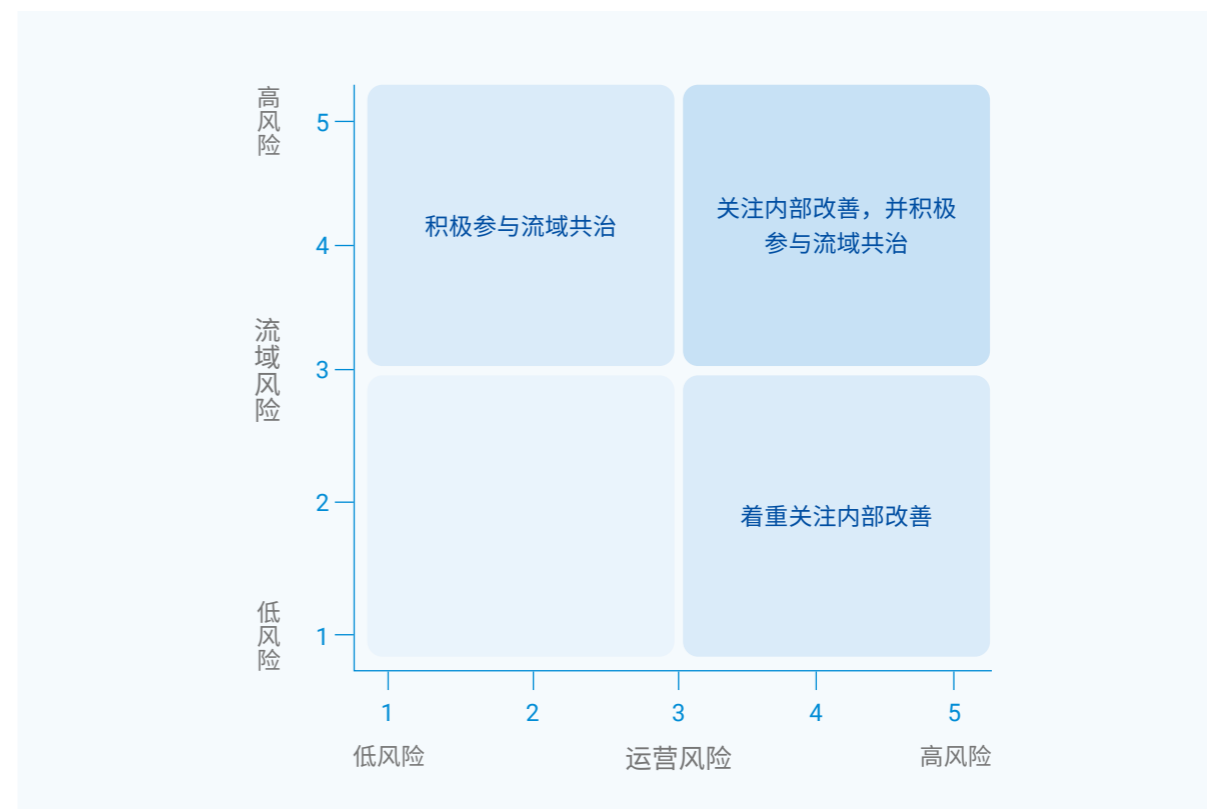 高风险
5
积极参与流域共治
关注内部改善，并积极
参与流域共治
4
流域风险
3
2
着重关注内部改善
低风险
1
1 2 3 4 5
低风险 运营风险 高风险